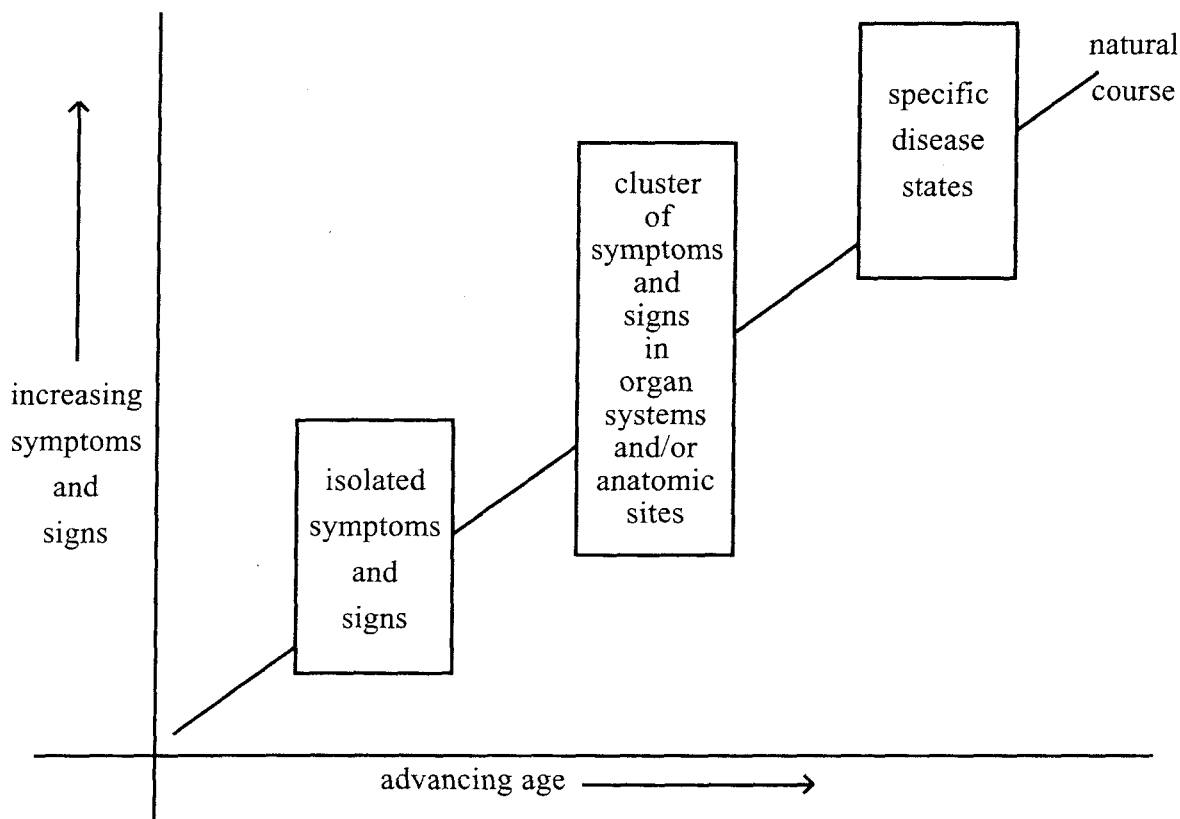 natural
course
specific
disease
states
cluster
of
symptoms
and
signs
in
organ
systems
and/or
anatomic
sites
increasing
symptoms
and
signs
isolated
symptoms
and
signs
advancing age